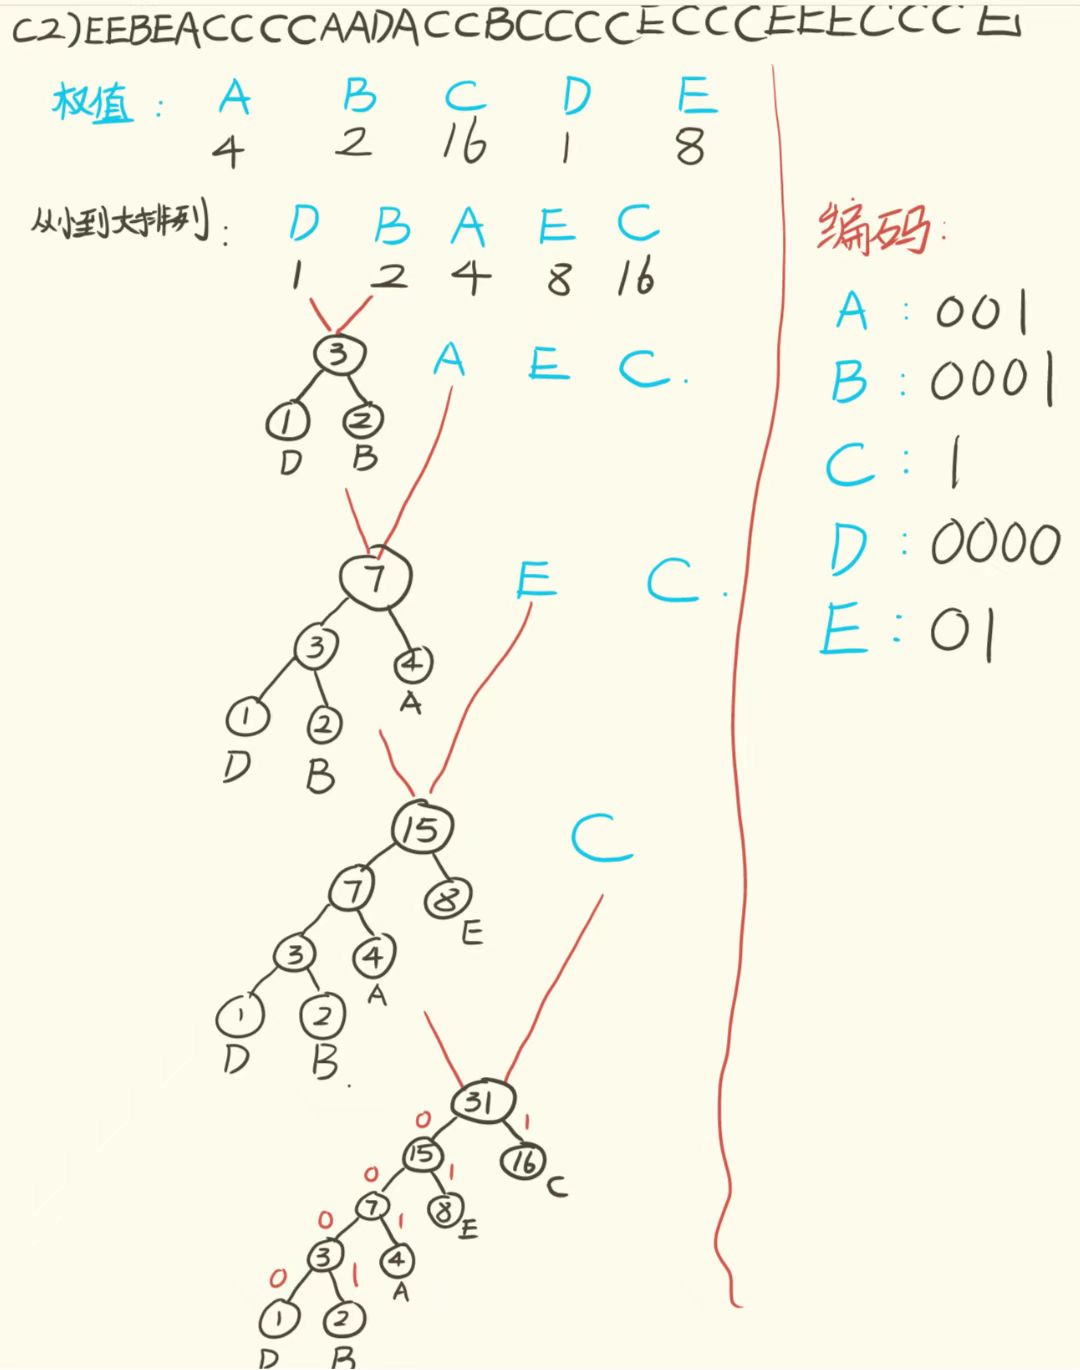 (2)EEBEACCCCAADACCBCCCCECCCEEECCCE
权值: A B C D E
4 2 16 1 8
从小到大排列: D B A E C
1 2 4 8 16
3 A E C.
1 2
D B
7 E C.
3 4
A
1 2
D B
15 C
7 8
E
3 4
A
1 2
D B.
31
0 1
15 16
C
0 1
7 8
E
0 1
3 4
A
0 1
1 2
D B
编码:
A: 001
B: 0001
C: 1
D: 0000
E: 01